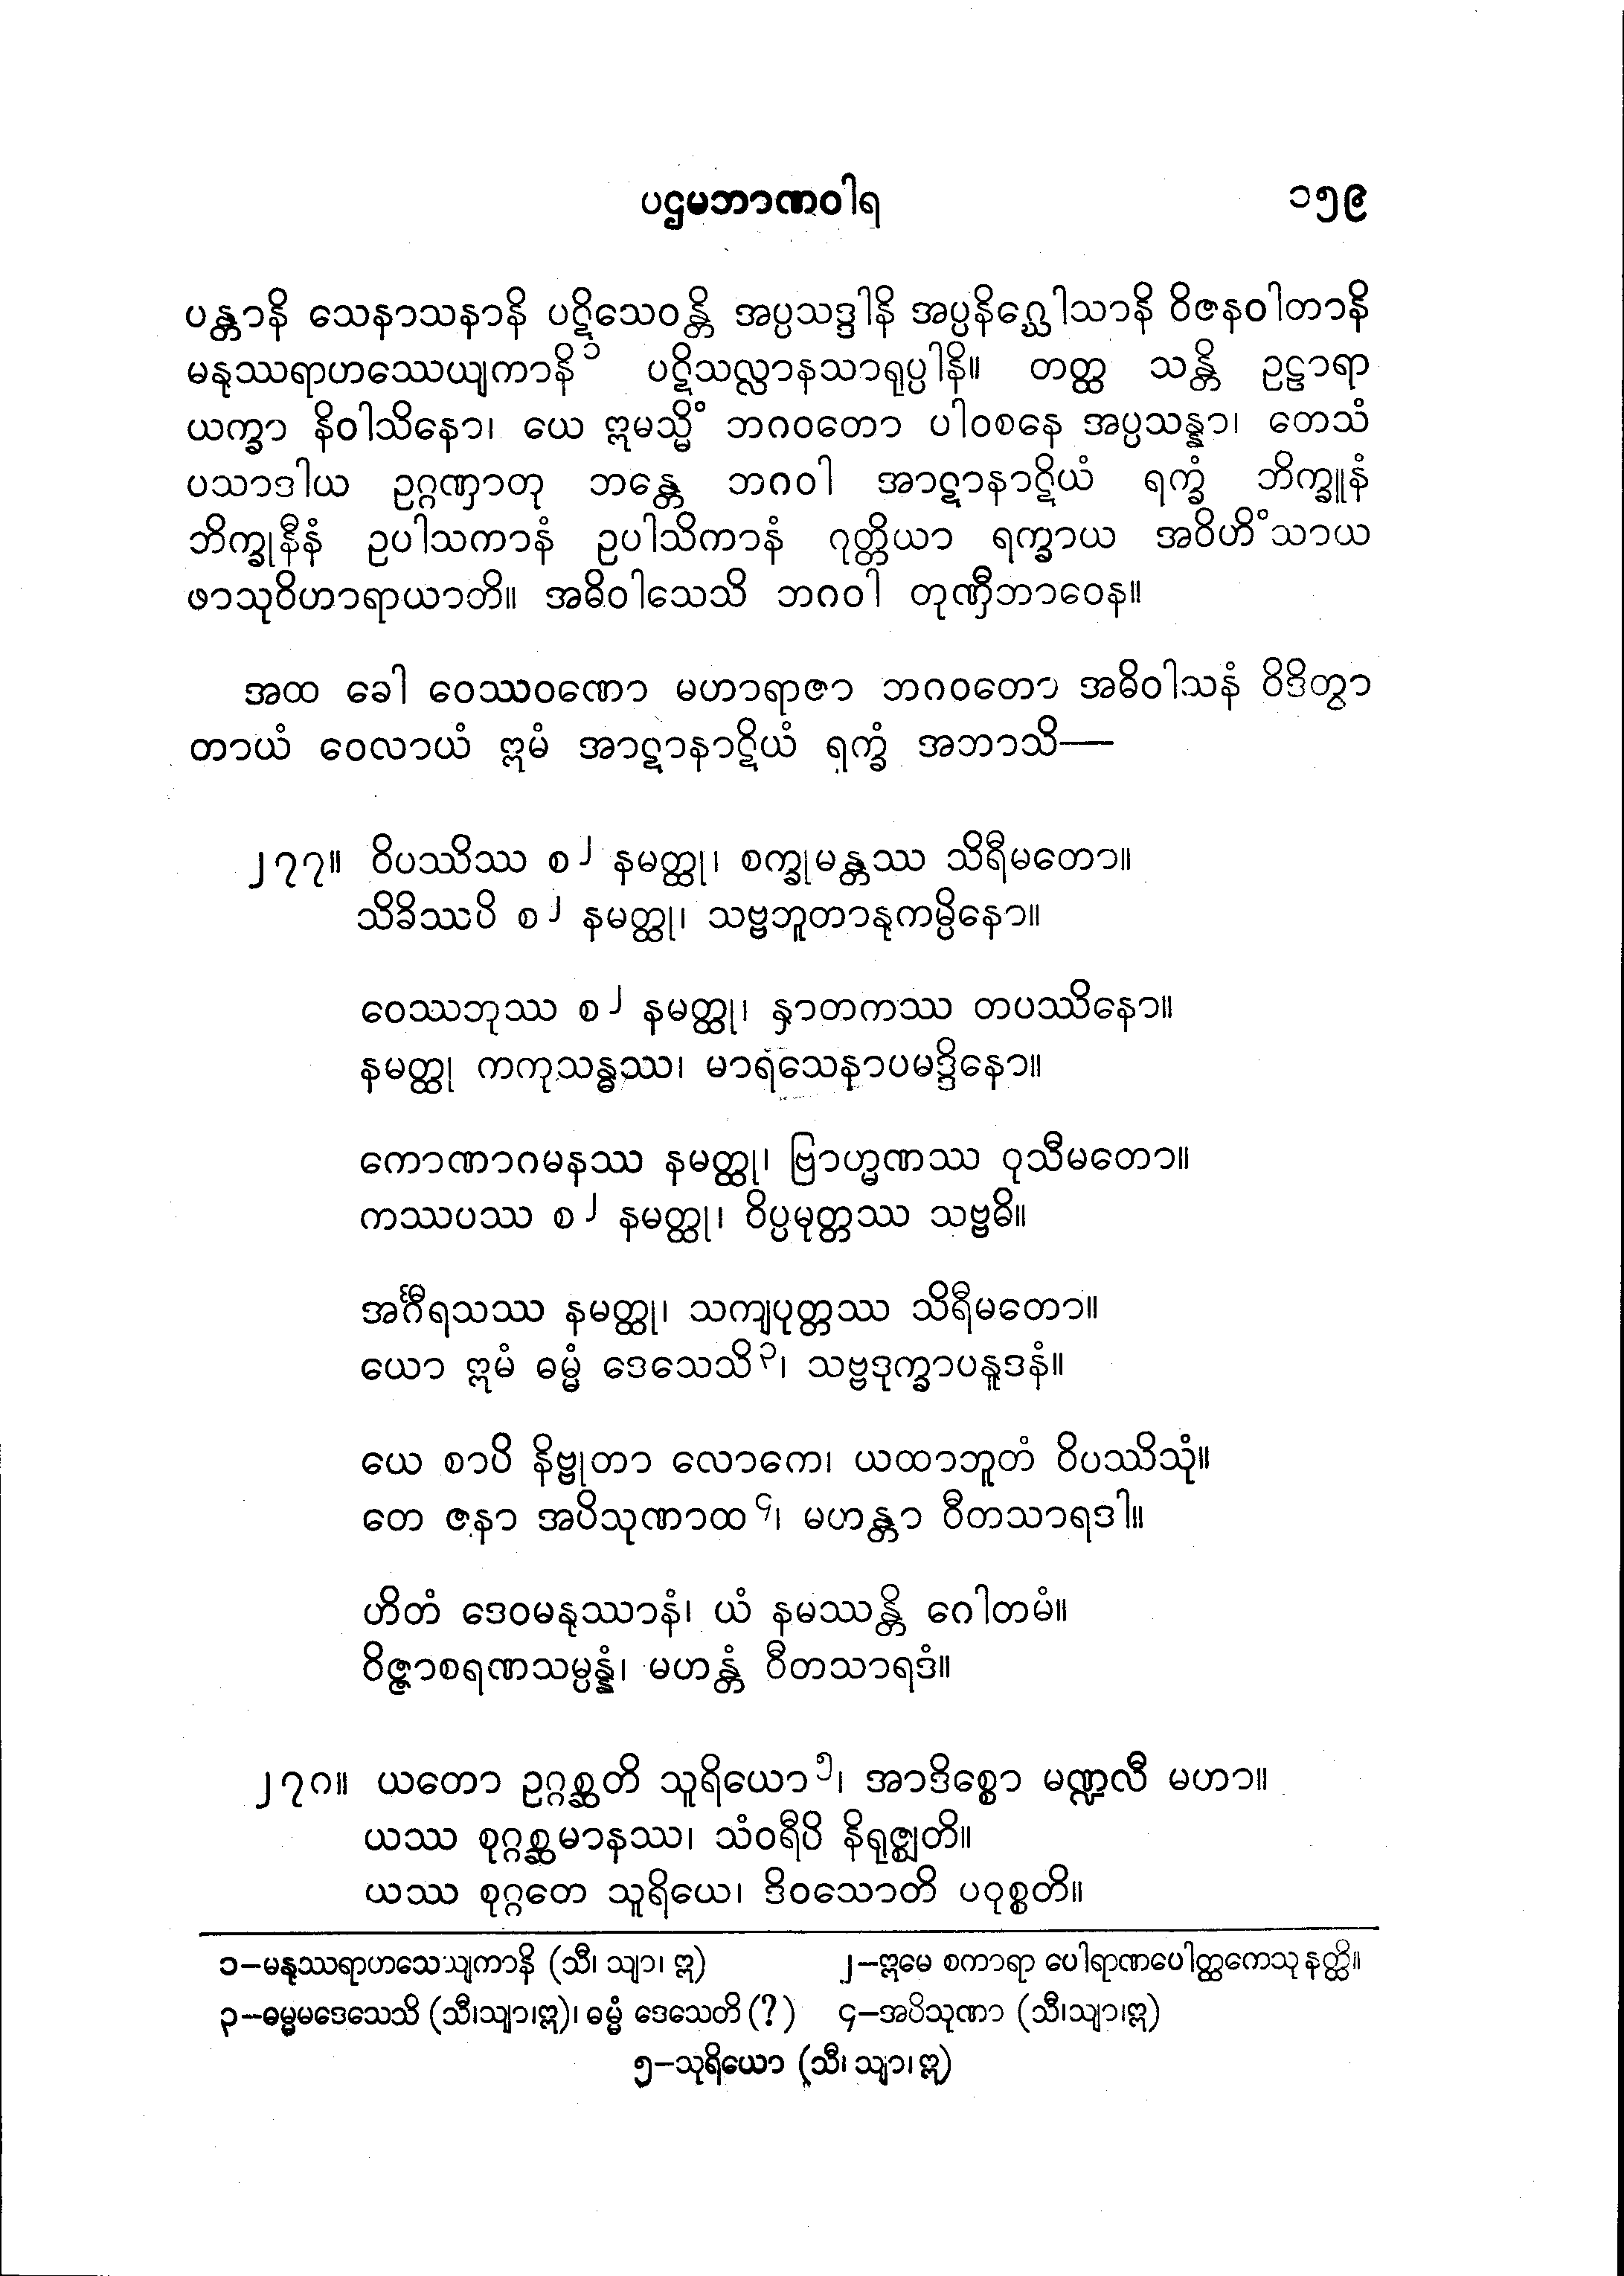 ပဌမဘာဏဝါရ ၁၅၉
ပန္တာနိ သေနာသနာနိ ပဋိသေဝန္တိ အပ္ပသဒ္ဒါနိ အပ္ပနိဂ္ဃေါသာနိ ဝိဇနဝါတာနိ
မနုဿရာဟဿေယျကာနိ၁ ပဋိသလ္လာနသာရုပ္ပါနိ။ တတ္ထ သန္တိ ဥဠာရာ
ယက္ခာ နိဝါသိနော၊ ယေ ဣမသ္မိံ ဘဂဝတော ပါဝစနေ အပ္ပသန္နာ၊ တေသံ
ပသာဒါယ ဥဂ္ဂဏှာတု ဘန္တေ ဘဂဝါ အာဋာနာဋိယံ ရက္ခံ ဘိက္ခူနံ
ဘိက္ခုနီနံ ဥပါသကာနံ ဥပါသိကာနံ ဂုတ္တိယာ ရက္ခာယ အဝိဟိံသာယ
ဖာသုဝိဟာရာယာတိ။ အဓိဝါသေသိ ဘဂဝါ တုဏှီဘာဝေန။
အထ ခေါ ဝေဿဝဏော မဟာရာဇာ ဘဂဝတော အဓိဝါသနံ ဝိဒိတွာ
တာယံ ဝေလာယံ ဣမံ အာဋာနာဋိယံ ရက္ခံ အဘာသိ—
၂၇၇။ ဝိပဿိဿ စ၂ နမတ္ထု၊ စက္ခုမန္တဿ သိရီမတော။
သိခိဿပိ စ၂ နမတ္ထု၊ သဗ္ဗဘူတာနုကမ္ပိနော။
ဝေဿဘုဿ စ၂ နမတ္ထု၊ နှာတကဿ တပဿိနော။
နမတ္ထု ကကုသန္ဓဿ၊ မာရသေနာပမဒ္ဒိနော။
ကောဏာဂမနဿ နမတ္ထု၊ ဗြာဟ္မဏဿ ဝုသီမတော။
ကဿပဿ စ၂ နမတ္ထု၊ ဝိပ္ပမုတ္တဿ သဗ္ဗဓိ။
အင်္ဂီရသဿ နမတ္ထု၊ သကျပုတ္တဿ သိရီမတော။
ယော ဣမံ ဓမ္မံ ဒေသေသိ၃၊ သဗ္ဗဒုက္ခာပနူဒနံ။
ယေ စာပိ နိဗ္ဗုတာ လောကေ၊ ယထာဘူတံ ဝိပဿိသုံ။
တေ ဇနာ အပိသုဏာထ၄၊ မဟန္တာ ဝီတသာရဒါ။
ဟိတံ ဒေဝမနုဿာနံ၊ ယံ နမဿန္တိ ဂေါတမံ။
ဝိဇ္ဇာစရဏသမ္ပန္နံ၊ မဟန္တံ ဝီတသာရဒံ။
၂၇၈။ ယတော ဥဂ္ဂစ္ဆတိ သူရိယော၅၊ အာဒိစ္စော မဏ္ဍလီ မဟာ။
ယဿ စုဂ္ဂစ္ဆမာနဿ၊ သံဝရီပိ နိရုဇ္ဈတိ။
ယဿ စုဂ္ဂတေ သူရိယေ၊ ဒိဝသောတိ ပဝုစ္စတိ။
၁–မနုဿရာဟသေယျကာနိ (သီ၊ သျာ၊ ဣ) ၂–ဣမေ စကာရာ ပေါရာဏပေါတ္ထကေသု နတ္ထိ။
၃–ဓမ္မမဒေသေသိ (သီ၊သျာ၊ဣ)၊ ဓမ္မံ ဒေသေတိ (?) ၄–အပိသုဏာ (သီ၊သျာ၊ဣ)
၅–သုရိယော (သီ၊ သျာ၊ ဣ)